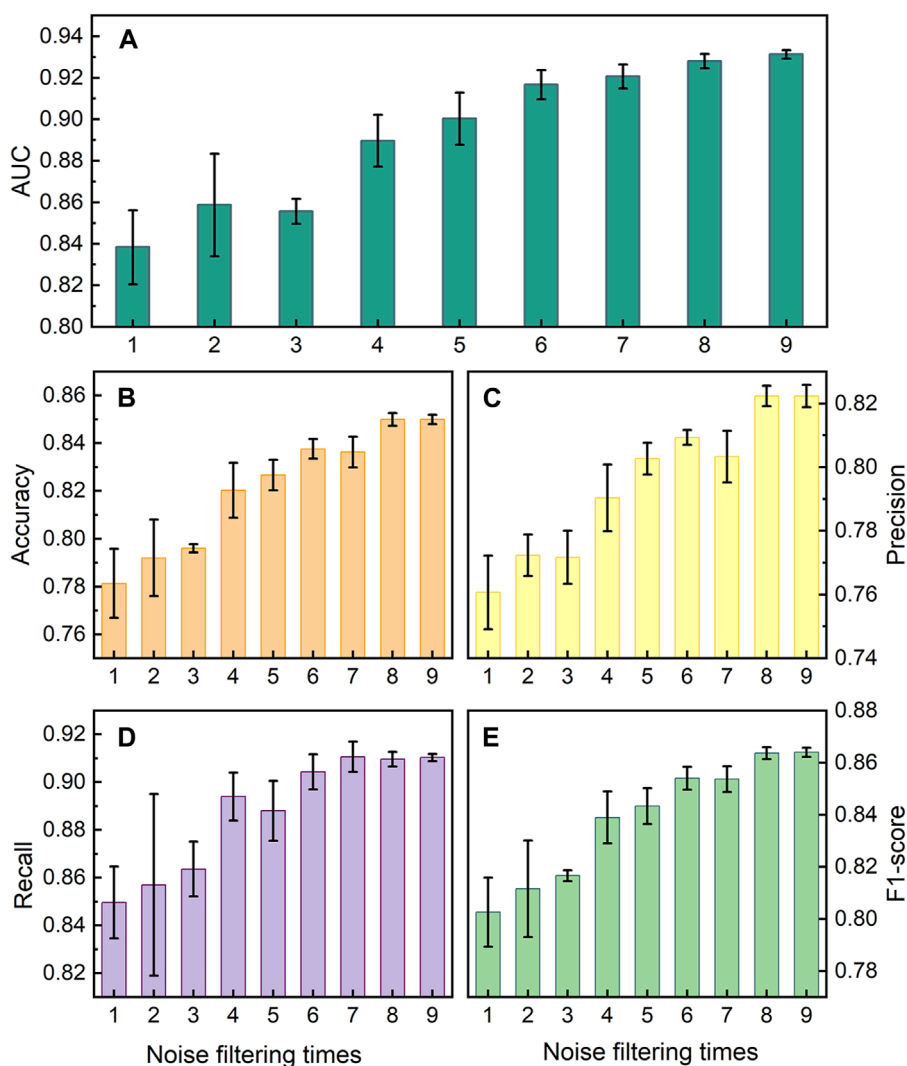 A
AUC
0.94
0.92
0.90
0.88
0.86
0.84
0.82
0.80
1 2 3 4 5 6 7 8 9
B
Accuracy
0.86
0.84
0.82
0.80
0.78
0.76
1 2 3 4 5 6 7 8 9
C
0.82
0.80
0.78
0.76
0.74
Precision
1 2 3 4 5 6 7 8 9
D
Recall
0.92
0.90
0.88
0.86
0.85
0.82
1 2 3 4 5 6 7 8 9
Noise filtering times
E
0.88
0.86
0.84
0.82
0.80
0.78
F1-score
1 2 3 4 5 6 7 8 9
Noise filtering times